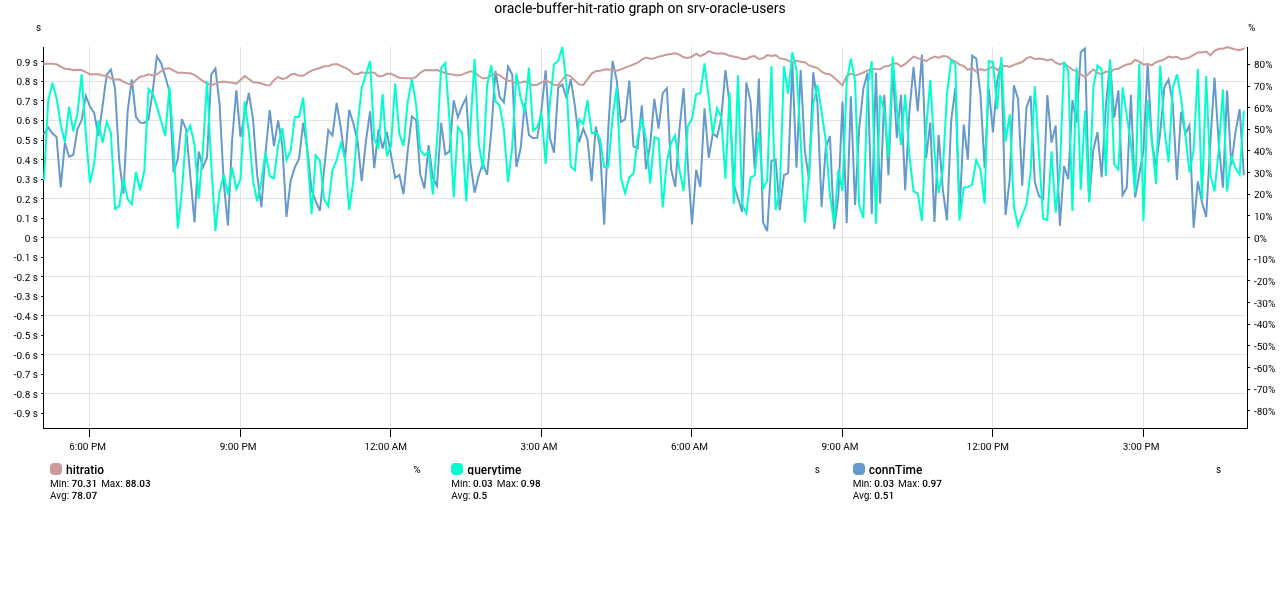 oracle-buffer-hit-ratio graph on srv-oracle-users
s %
0.9 s 80%
0.8 s 70%
0.7 s 60%
0.6 s 50%
0.5 s 40%
0.4 s 30%
0.3 s 20%
0.2 s 10%
0.1 s 0%
0 s -10%
-0.1 s -20%
-0.2 s -30%
-0.3 s -40%
-0.4 s -50%
-0.5 s -60%
-0.6 s -70%
-0.7 s -80%
-0.8 s
-0.9 s
6:00 PM 9:00 PM 12:00 AM 3:00 AM 6:00 AM 9:00 AM 12:00 PM 3:00 PM
hitratio % querytime s connTime s
Min: 70.31 Max: 88.03 Min: 0.03 Max: 0.98 Min: 0.03 Max: 0.97
Avg: 78.07 Avg: 0.5 Avg: 0.51